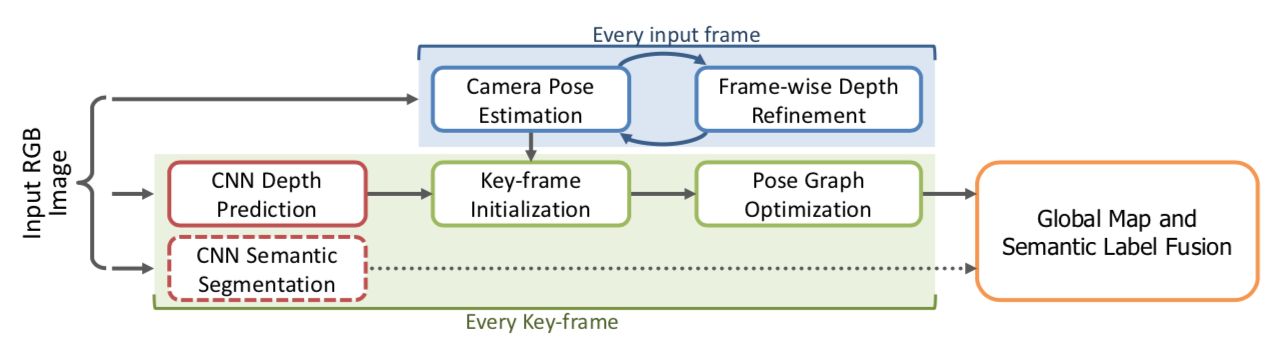 Every input frame
Camera Pose
Estimation
Frame-wise Depth
Refinement
Input RGB
Image
CNN Depth
Prediction
Key-frame
Initialization
Pose Graph
Optimization
Global Map and
Semantic Label Fusion
CNN Semantic
Segmentation
Every Key-frame